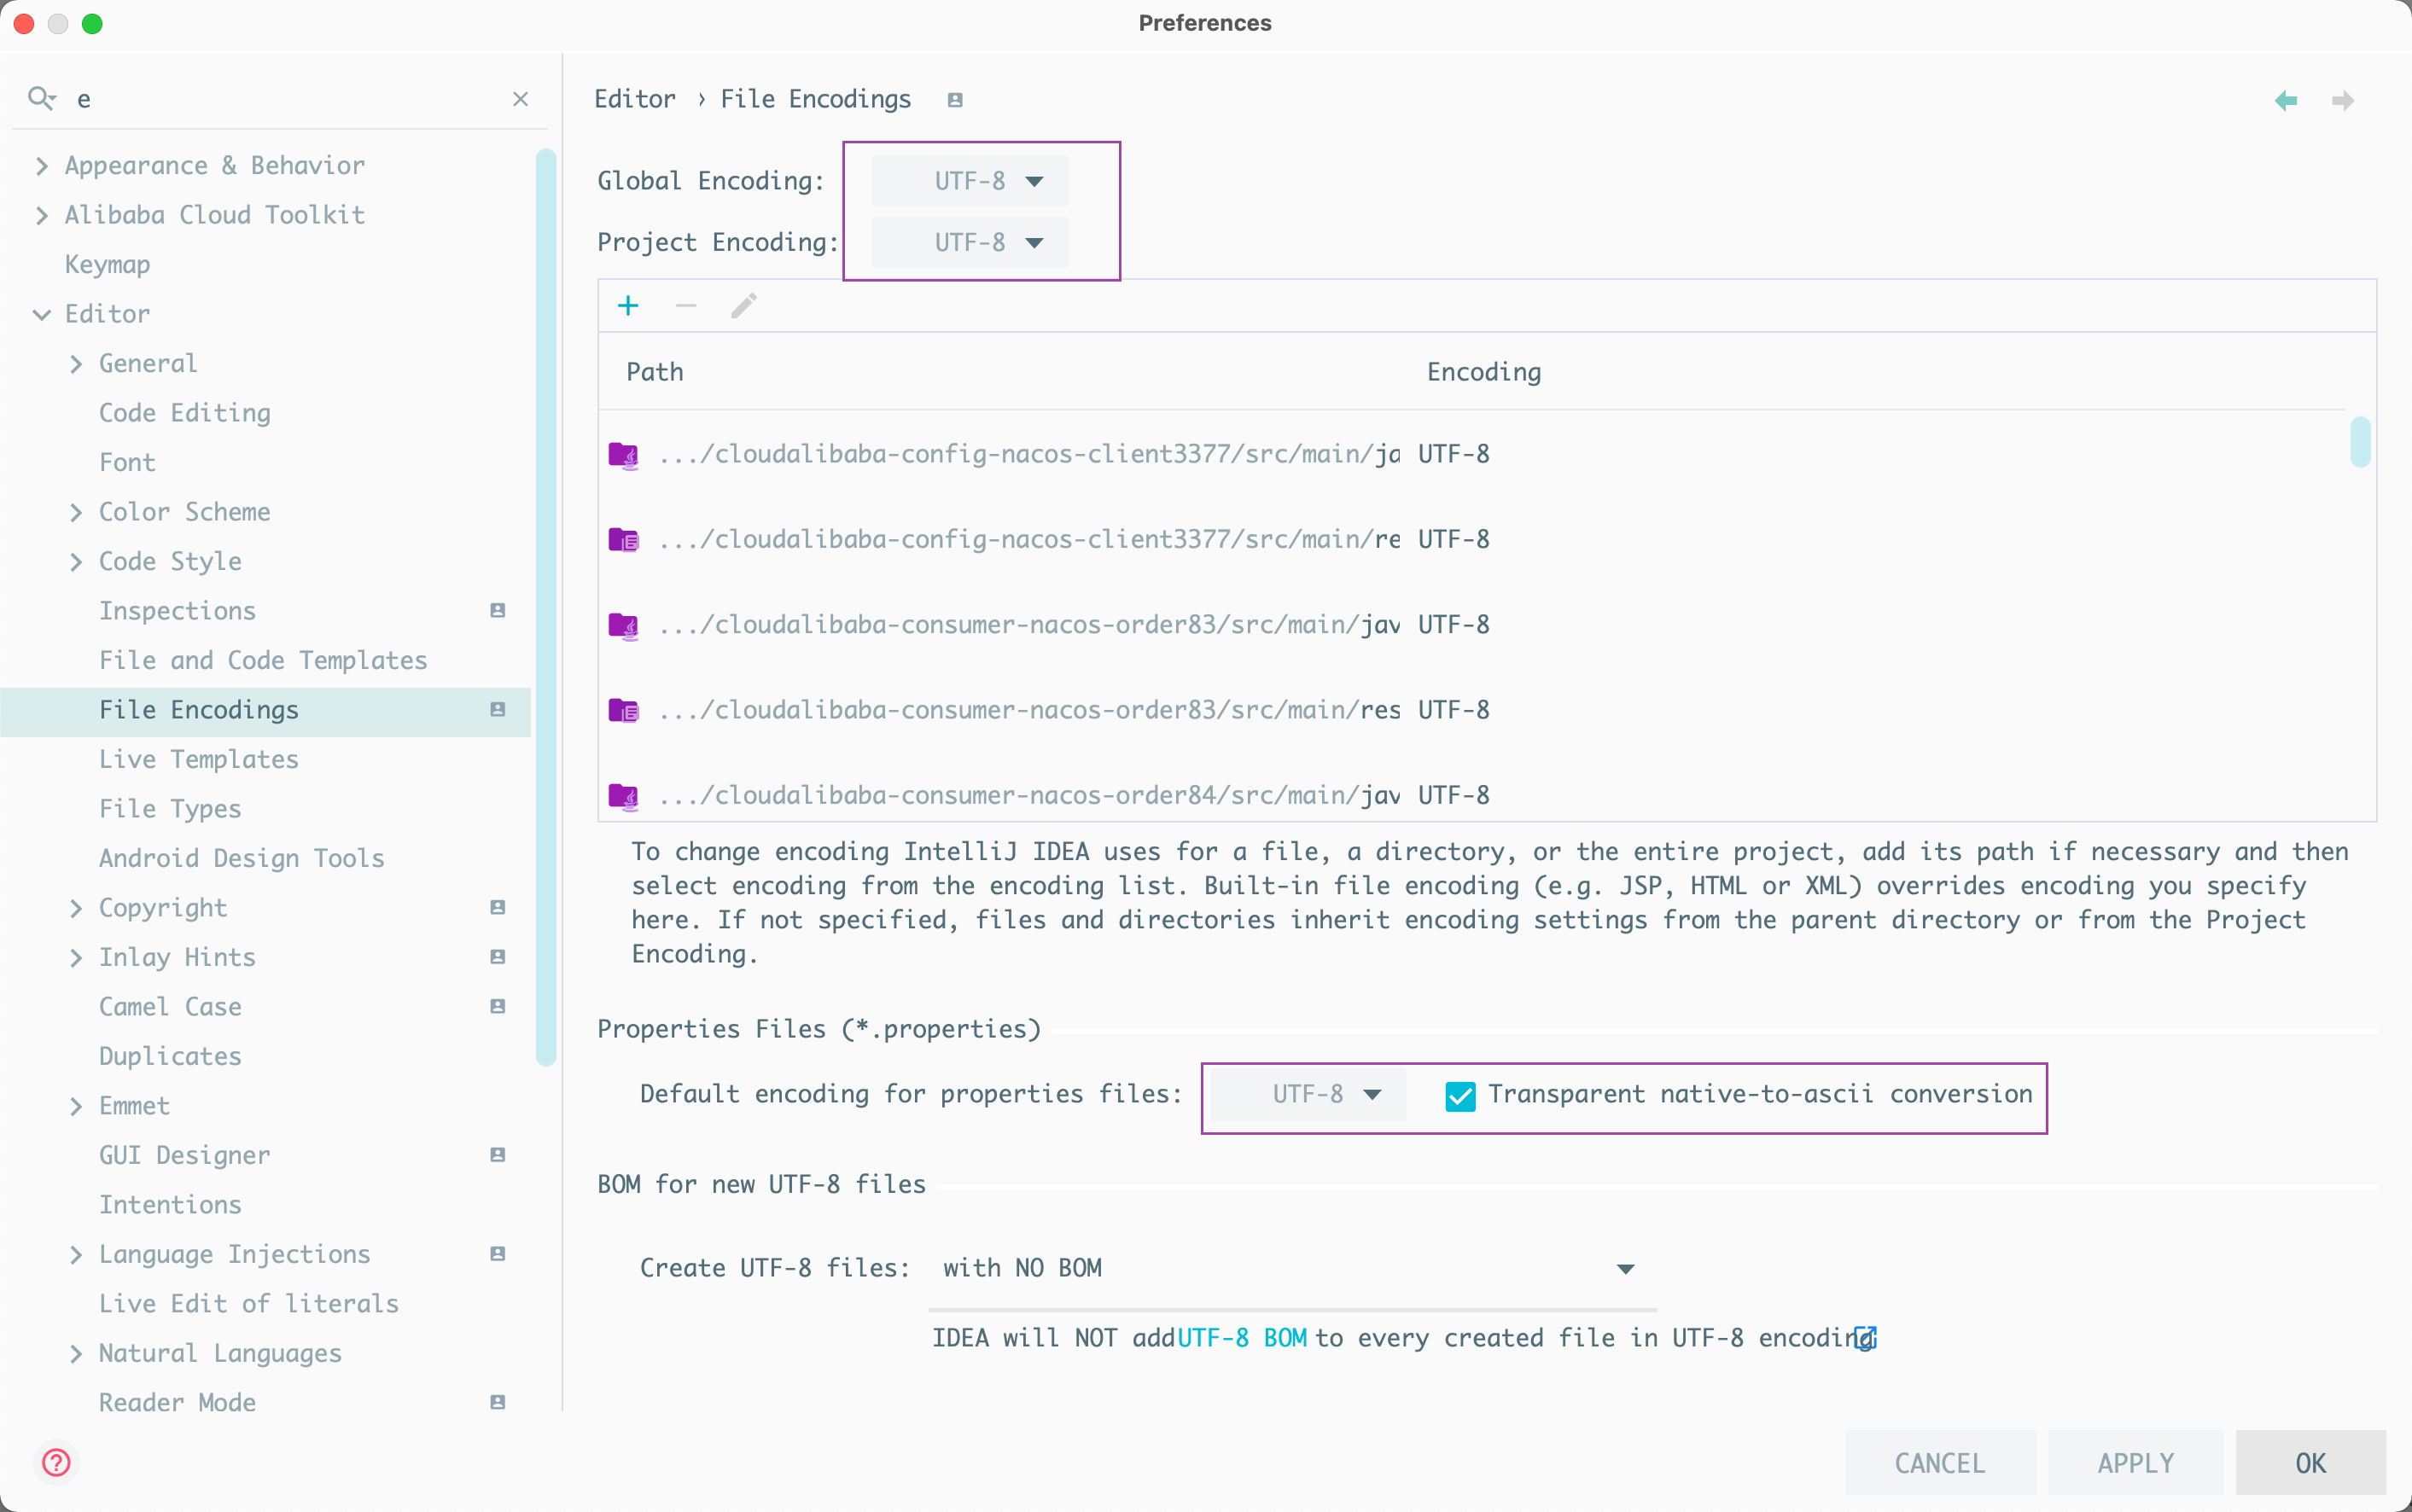 Preferences
e
Appearance & Behavior
Alibaba Cloud Toolkit
Keymap
Editor
General
Code Editing
Font
Color Scheme
Code Style
Inspections
File and Code Templates
File Encodings
Live Templates
File Types
Android Design Tools
Copyright
Inlay Hints
Camel Case
Duplicates
Emmet
GUI Designer
Intentions
Language Injections
Live Edit of literals
Natural Languages
Reader Mode
Editor › File Encodings
Global Encoding: UTF-8
Project Encoding: UTF-8
Path Encoding
.../cloudalibaba-config-nacos-client3377/src/main/ja UTF-8
.../cloudalibaba-config-nacos-client3377/src/main/re UTF-8
.../cloudalibaba-consumer-nacos-order83/src/main/jav UTF-8
.../cloudalibaba-consumer-nacos-order83/src/main/res UTF-8
.../cloudalibaba-consumer-nacos-order84/src/main/jav UTF-8
To change encoding IntelliJ IDEA uses for a file, a directory, or the entire project, add its path if necessary and then
select encoding from the encoding list. Built-in file encoding (e.g. JSP, HTML or XML) overrides encoding you specify
here. If not specified, files and directories inherit encoding settings from the parent directory or from the Project
Encoding.
Properties Files (*.properties)
Default encoding for properties files: UTF-8 Transparent native-to-ascii conversion
BOM for new UTF-8 files
Create UTF-8 files: with NO BOM
IDEA will NOT add UTF-8 BOM to every created file in UTF-8 encoding
?
CANCEL APPLY OK